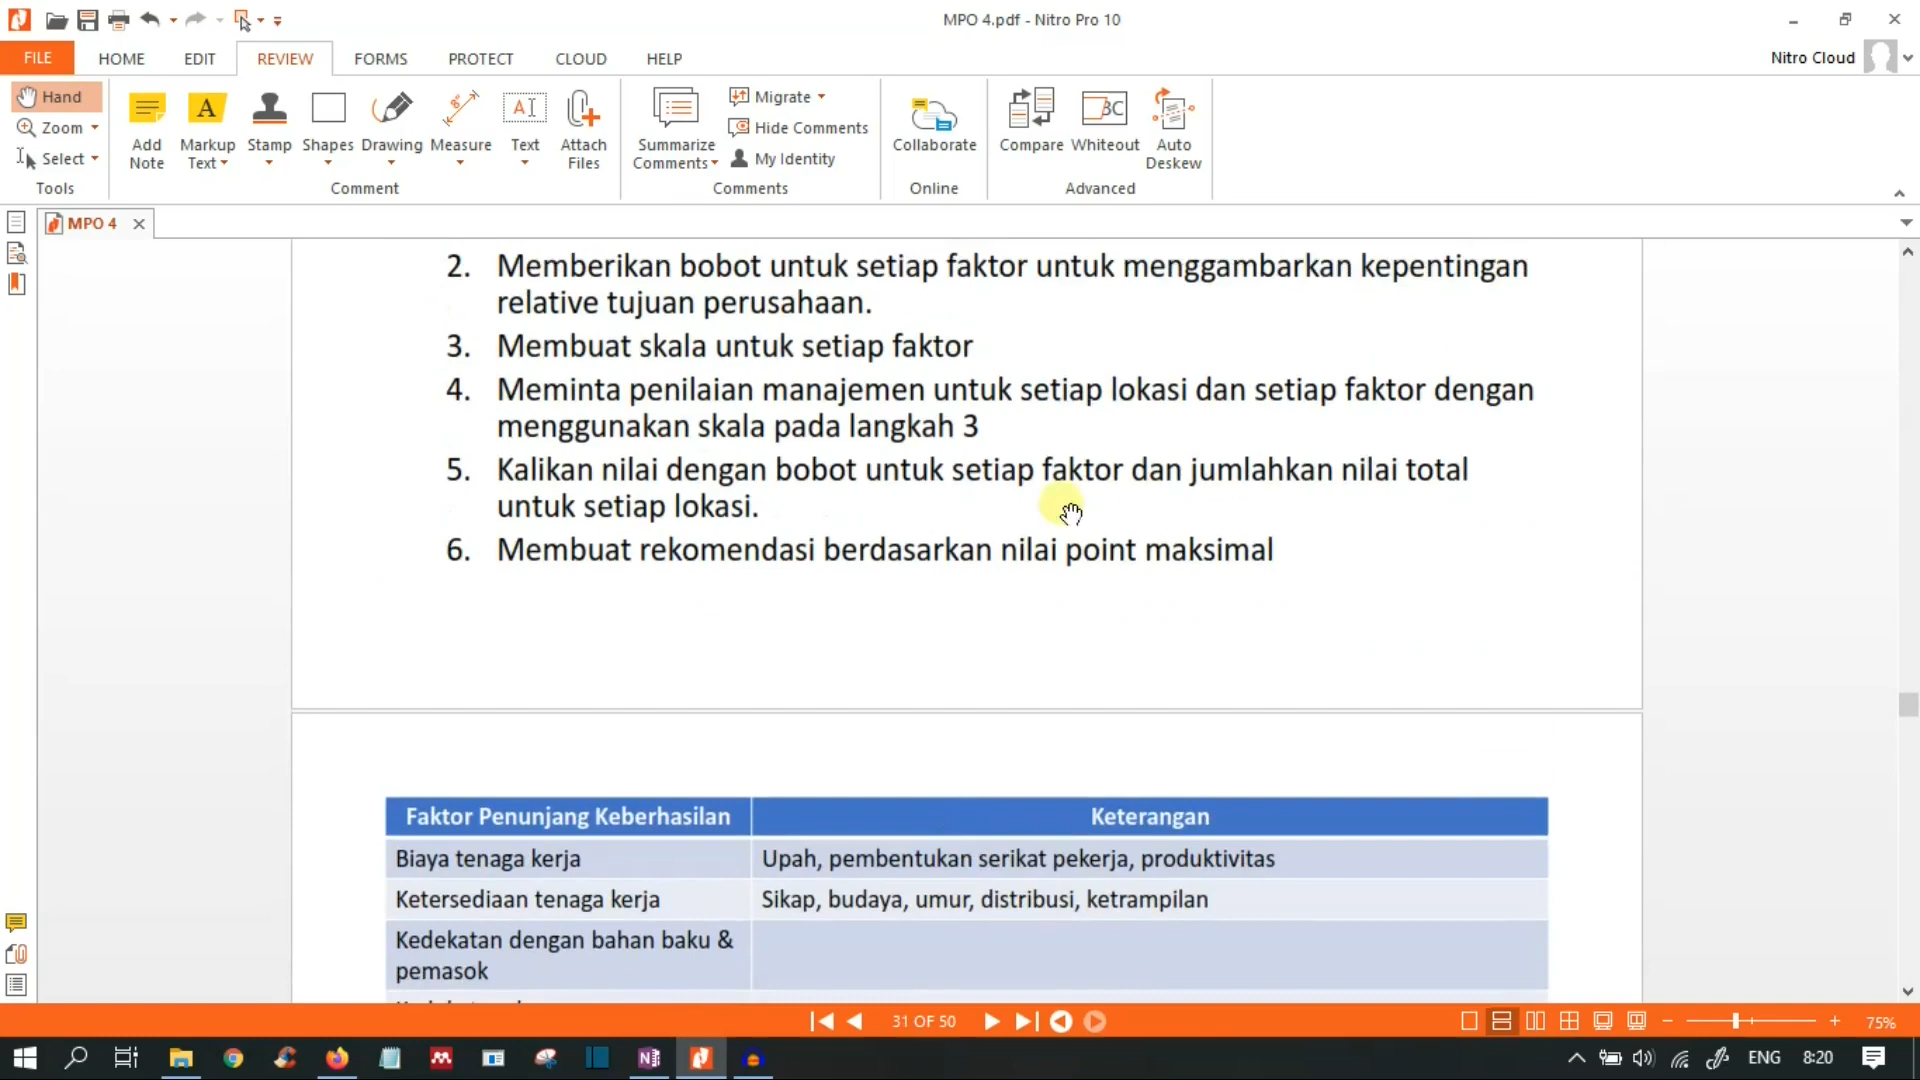 MPO 4.pdf - Nitro Pro 10
FILE
HOME
EDIT
REVIEW
FORMS
PROTECT
CLOUD
HELP
Nitro Cloud
Hand
Zoom
Select
Tools
Add
Note
Markup
Text
Stamp
Shapes
Drawing
Measure
Text
Attach
Files
Comment
Summarize
Comments
Migrate
Hide Comments
My Identity
Comments
Collaborate
Online
Compare
Whiteout
Auto
Deskew
Advanced
MPO 4
2. Memberikan bobot untuk setiap faktor untuk menggambarkan kepentingan
relative tujuan perusahaan.
3. Membuat skala untuk setiap faktor
4. Meminta penilaian manajemen untuk setiap lokasi dan setiap faktor dengan
menggunakan skala pada langkah 3
5. Kalikan nilai dengan bobot untuk setiap faktor dan jumlahkan nilai total
untuk setiap lokasi.
6. Membuat rekomendasi berdasarkan nilai point maksimal
Faktor Penunjang Keberhasilan
Keterangan
Biaya tenaga kerja
Upah, pembentukan serikat pekerja, produktivitas
Ketersediaan tenaga kerja
Sikap, budaya, umur, distribusi, ketrampilan
Kedekatan dengan bahan baku &
pemasok
31 OF 50
75%
ENG
8:20